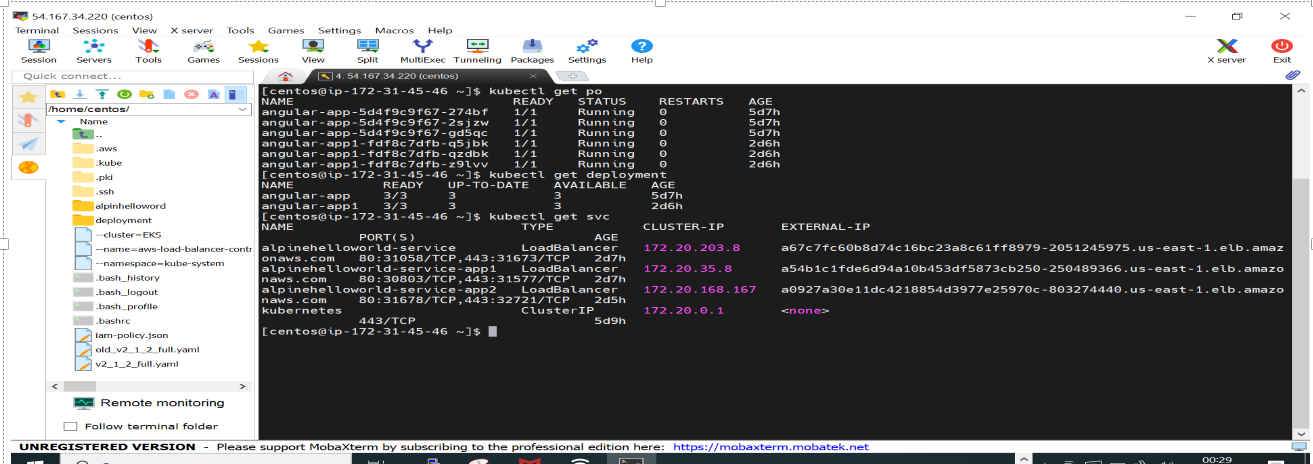 54.167.34.220 (centos)
Terminal Sessions View X server Tools Games Settings Macros Help
Session Servers Tools Games Sessions View Split MultiExec Tunneling Packages Settings Help X server Exit
Quick connect...
4. 54.167.34.220 (centos)
/home/centos/
Name
..
.aws
.kube
.pki
.ssh
alpinhelloword
deployment
--cluster=EKS
--name=aws-load-balancer-contr
--namespace=kube-system
.bash_history
.bash_logout
.bash_profile
.bashrc
iam-policy.json
old_v2_1_2_full.yaml
v2_1_2_full.yaml
Remote monitoring
Follow terminal folder
[centos@ip-172-31-45-46 ~]$ kubectl get po
NAME READY STATUS RESTARTS AGE
angular-app-5d4f9c9f67-274bf 1/1 Running 0 5d7h
angular-app-5d4f9c9f67-2sjzw 1/1 Running 0 5d7h
angular-app-5d4f9c9f67-gd5qc 1/1 Running 0 5d7h
angular-app1-fdf8c7dfb-q5jbk 1/1 Running 0 2d6h
angular-app1-fdf8c7dfb-qzdbk 1/1 Running 0 2d6h
angular-app1-fdf8c7dfb-z9lvv 1/1 Running 0 2d6h
[centos@ip-172-31-45-46 ~]$ kubectl get deployment
NAME READY UP-TO-DATE AVAILABLE AGE
angular-app 3/3 3 3 5d7h
angular-app1 3/3 3 3 2d6h
[centos@ip-172-31-45-46 ~]$ kubectl get svc
NAME TYPE CLUSTER-IP EXTERNAL-IP
PORT(S) AGE
alpinehelloworld-service LoadBalancer 172.20.203.8 a67c7fc60b8d74c16bc23a8c61ff8979-2051245975.us-east-1.elb.amaz
onaws.com 80:31058/TCP,443:31673/TCP 2d7h
alpinehelloworld-service-app1 LoadBalancer 172.20.35.8 a54b1c1fde6d94a10b453df5873cb250-250489366.us-east-1.elb.amazo
naws.com 80:30803/TCP,443:31577/TCP 2d7h
alpinehelloworld-service-app2 LoadBalancer 172.20.168.167 a0927a30e11dc4218854d3977e25970c-803274440.us-east-1.elb.amazo
naws.com 80:31678/TCP,443:32721/TCP 2d5h
kubernetes ClusterIP 172.20.0.1 <none>
443/TCP 5d9h
[centos@ip-172-31-45-46 ~]$
UNREGISTERED VERSION - Please support MobaXterm by subscribing to the professional edition here: https://mobaxterm.mobatek.net
00:29